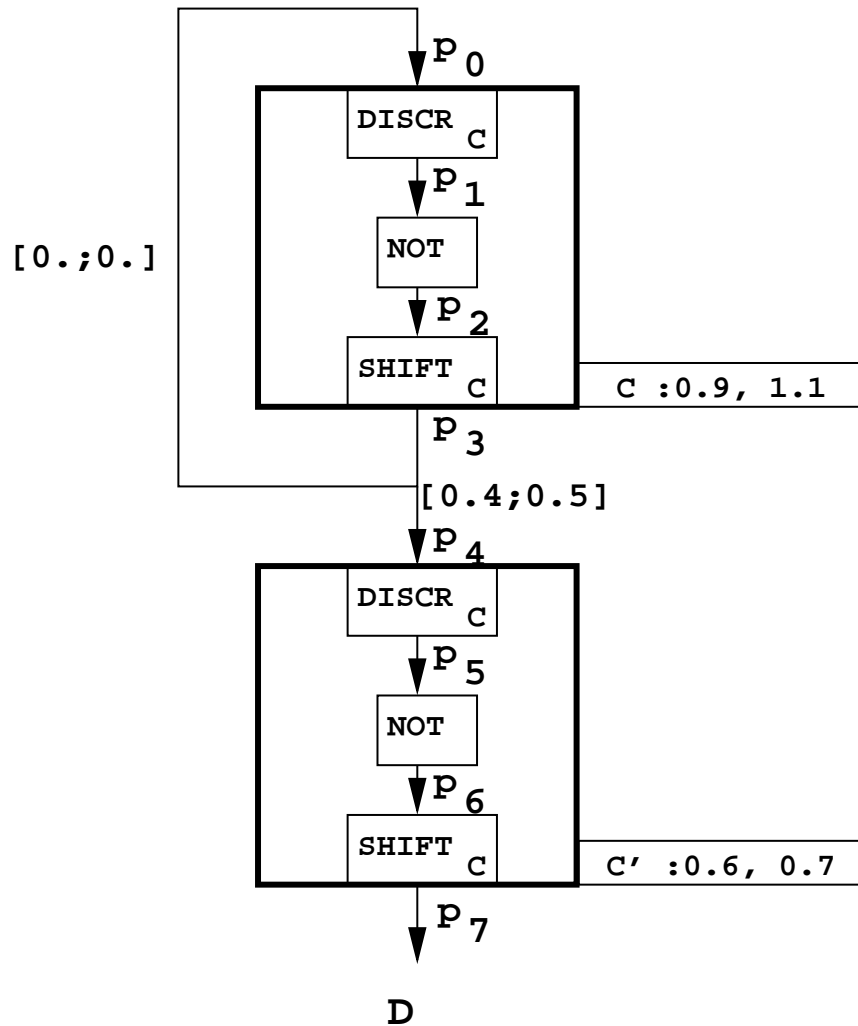 p0
DISCR C
p1
NOT
[0.;0.]
p2
SHIFT C
C :0.9, 1.1
p3
[0.4;0.5]
p4
DISCR C
p5
NOT
p6
SHIFT C
C' :0.6, 0.7
p7
D